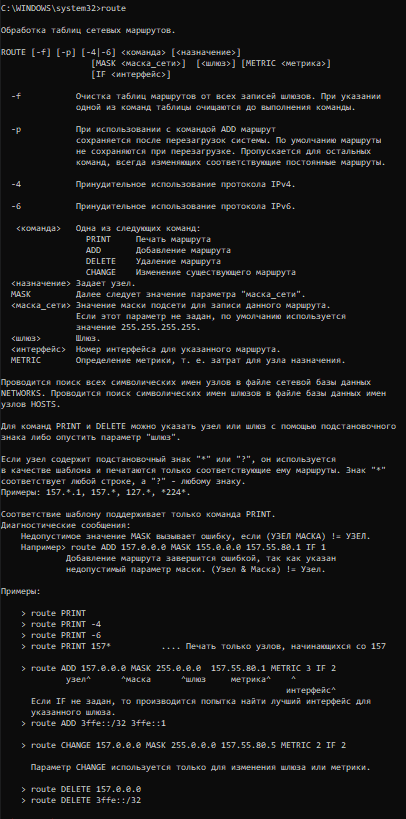 C:\WINDOWS\system32>route
Обработка таблиц сетевых маршрутов.
ROUTE [-f] [-p] [-4|-6] <команда> [<назначение>]
[MASK <маска_сети>]  [<шлюз>] [METRIC <метрика>]
[IF <интерфейс>]
-f           Очистка таблиц маршрутов от всех записей шлюзов. При указании
одной из команд таблицы очищаются до выполнения команды.
-p           При использовании с командой ADD маршрут
сохраняется после перезагрузок системы. По умолчанию маршруты
не сохраняются при перезагрузке. Пропускается для остальных
команд, всегда изменяющих соответствующие постоянные маршруты.
-4           Принудительное использование протокола IPv4.
-6           Принудительное использование протокола IPv6.
<команда>   Одна из следующих команд:
PRINT     Печать маршрута
ADD       Добавление маршрута
DELETE    Удаление маршрута
CHANGE    Изменение существующего маршрута
<назначение> Задает узел.
MASK         Далее следует значение параметра "маска_сети".
<маска_сети> Значение маски подсети для записи данного маршрута.
Если этот параметр не задан, по умолчанию используется
значение 255.255.255.255.
<шлюз>       Шлюз.
<интерфейс>  Номер интерфейса для указанного маршрута.
METRIC       Определение метрики, т. е. затрат для узла назначения.
Проводится поиск всех символических имен узлов в файле сетевой базы данных
NETWORKS. Проводится поиск символических имен шлюзов в файле базы данных имен
узлов HOSTS.
Для команд PRINT и DELETE можно указать узел или шлюз с помощью подстановочного
знака либо опустить параметр "шлюз".
Если узел содержит подстановочный знак "*" или "?", он используется
в качестве шаблона и печатаются только соответствующие ему маршруты. Знак "*"
соответствует любой строке, а "?" - любому знаку.
Примеры: 157.*.1, 157.*, 127.*, *224*.
Соответствие шаблону поддерживает только команда PRINT.
Диагностические сообщения:
Недопустимое значение MASK вызывает ошибку, если (УЗЕЛ МАСКА) != УЗЕЛ.
Например> route ADD 157.0.0.0 MASK 155.0.0.0 157.55.80.1 IF 1
Добавление маршрута завершится ошибкой, так как указан
недопустимый параметр маски. (Узел & Маска) != Узел.
Примеры:
> route PRINT
> route PRINT -4
> route PRINT -6
> route PRINT 157*          .... Печать только узлов, начинающихся со 157
> route ADD 157.0.0.0 MASK 255.0.0.0  157.55.80.1 METRIC 3 IF 2
узел^      ^маска      ^шлюз     метрика^    ^
интерфейс^
Если IF не задан, то производится попытка найти лучший интерфейс для
указанного шлюза.
> route ADD 3ffe::/32 3ffe::1
> route CHANGE 157.0.0.0 MASK 255.0.0.0 157.55.80.5 METRIC 2 IF 2
Параметр CHANGE используется только для изменения шлюза или метрики.
> route DELETE 157.0.0.0
> route DELETE 3ffe::/32